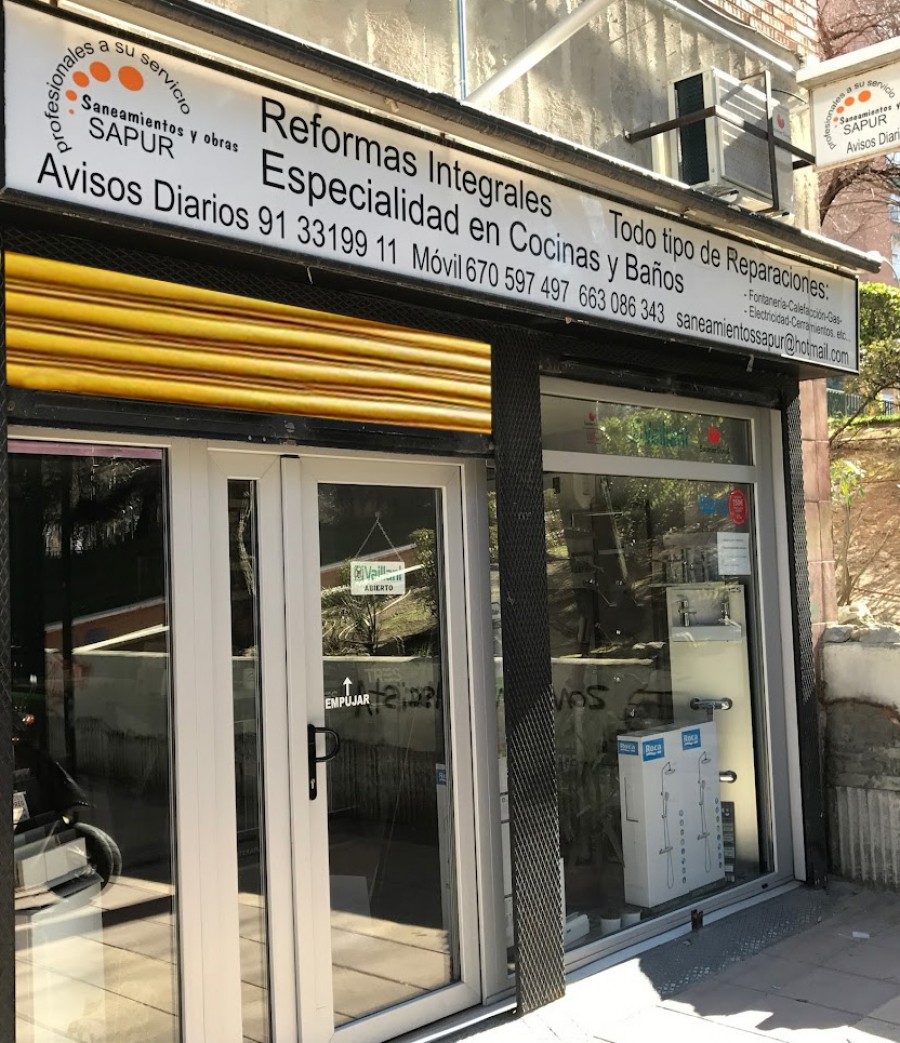 profesionales a su servicio
Saneamientos y obras
SAPUR
Avisos Diarios 91 33199 11
Reformas Integrales
Especialidad en Cocinas y Baños
Móvil 670 597 497 663 086 343
Todo tipo de Reparaciones:
- Fontanería-Calefacción-Gas-
- Electricidad-Cerramientos, etc...
saneamientossapur@hotmail.com
profesionales a su servicio
Saneamientos y
SAPUR
Avisos Diari
Vaillant
Vaillant
ABIERTO
EMPUJAR
Roca
Roca